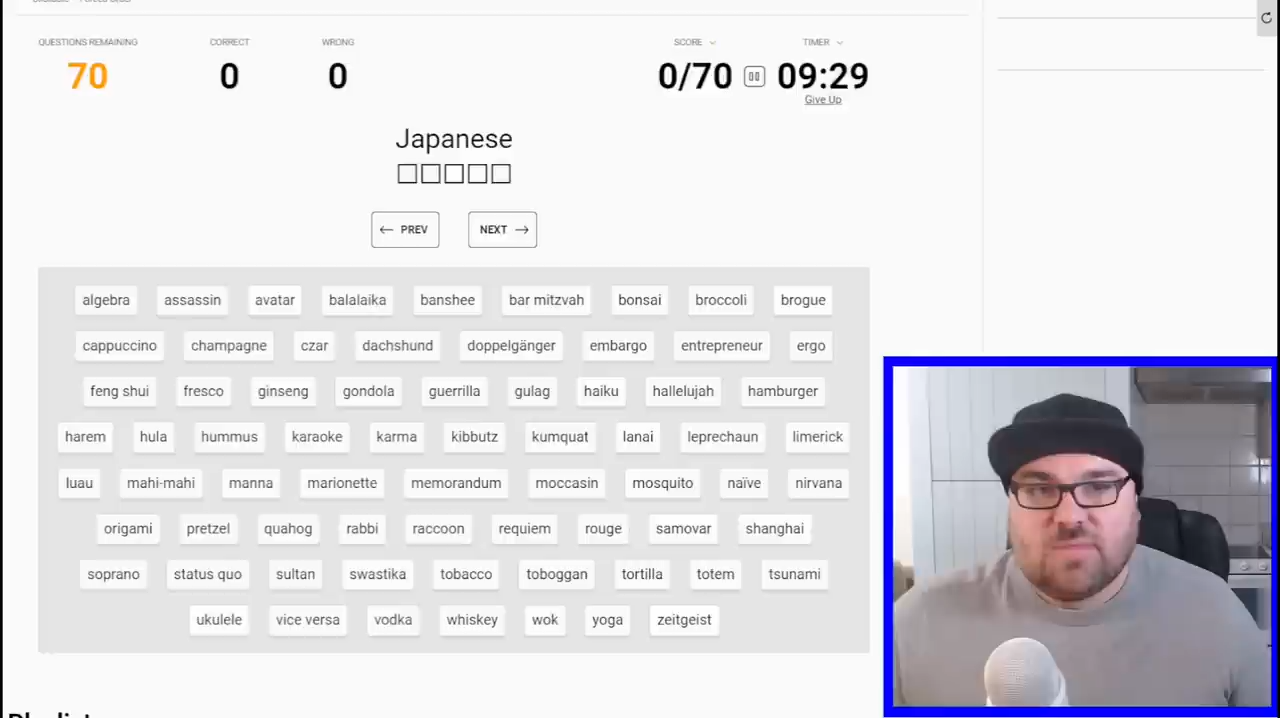 QUESTIONS REMAINING CORRECT WRONG SCORE TIMER
70 0 0 0/70 09:29
Give Up
Japanese
← PREV NEXT →
algebra assassin avatar balalaika banshee bar mitzvah bonsai broccoli brogue
cappuccino champagne czar dachshund doppelgänger embargo entrepreneur ergo
feng shui fresco ginseng gondola guerrilla gulag haiku hallelujah hamburger
harem hula hummus karaoke karma kibbutz kumquat lanai leprechaun limerick
luau mahi-mahi manna marionette memorandum moccasin mosquito naïve nirvana
origami pretzel quahog rabbi raccoon requiem rouge samovar shanghai
soprano status quo sultan swastika tobacco toboggan tortilla totem tsunami
ukulele vice versa vodka whiskey wok yoga zeitgeist